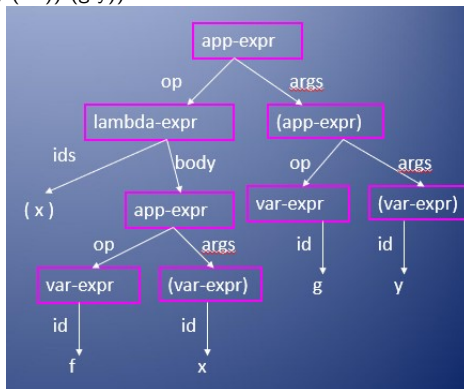 app-expr
op args
lambda-expr (app-expr)
ids body op args
( x ) app-expr var-expr (var-expr)
op args id id
var-expr (var-expr) g y
id id
f x